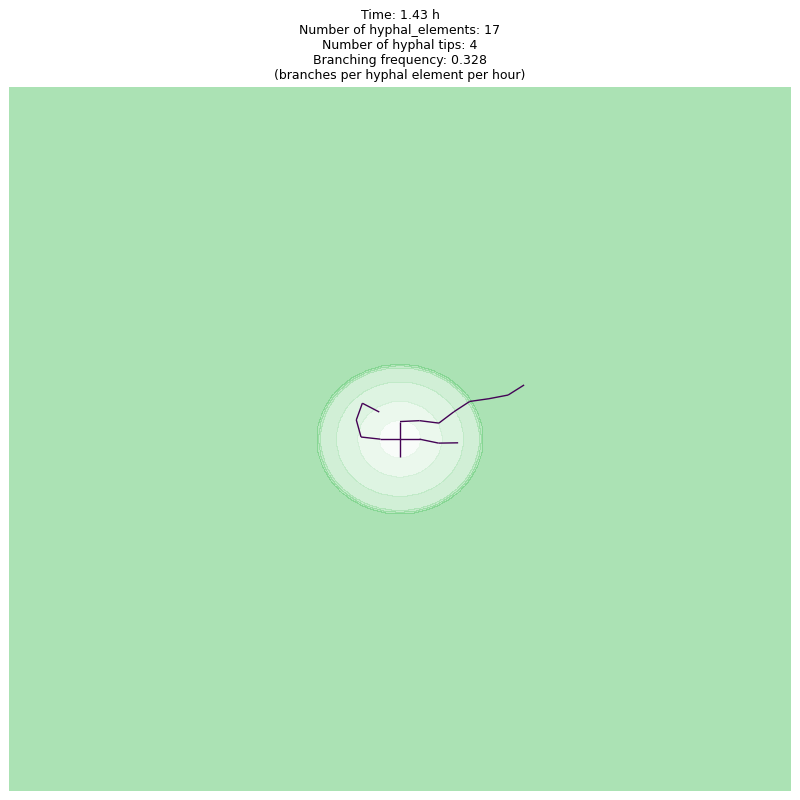 Time: 1.43 h
Number of hyphal_elements: 17
Number of hyphal tips: 4
Branching frequency: 0.328
(branches per hyphal element per hour)